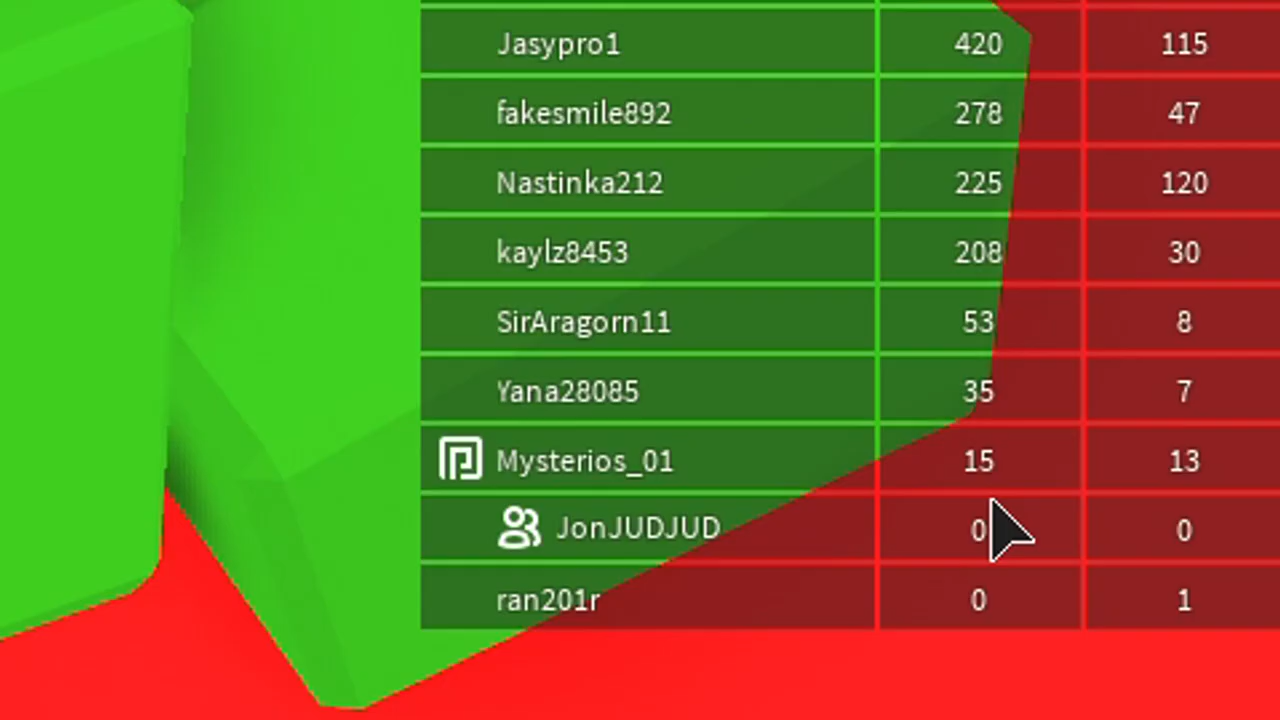 Jasypro1 420 115
fakesmile892 278 47
Nastinka212 225 120
kaylz8453 208 30
SirAragorn11 53 8
Yana28085 35 7
Mysterios_01 15 13
JonJUDJUD 0 0
ran201r 0 1